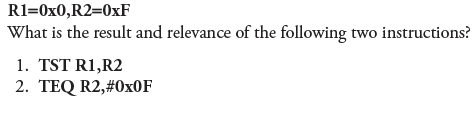 R1=0x0,R2=0xF
What is the result and relevance of the following two instructions?
1. TST R1,R2
2. TEQ R2,#0x0F